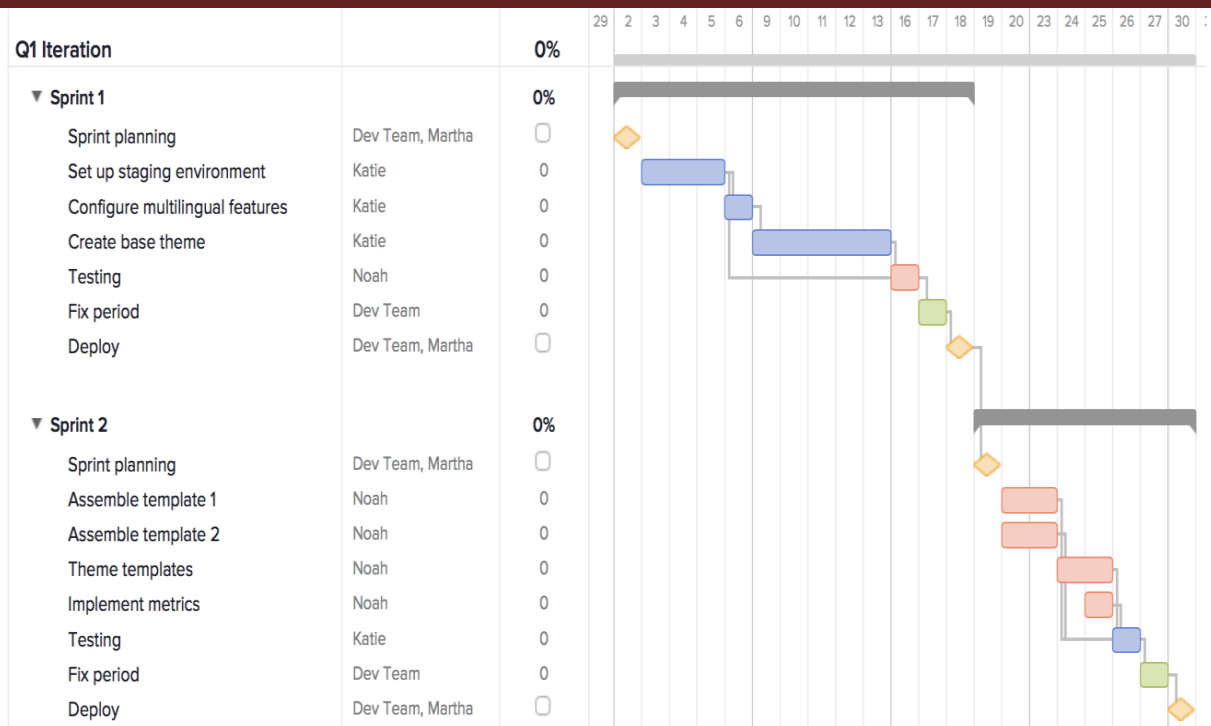 29 2 3 4 5 6 9 10 11 12 13 16 17 18 19 20 23 24 25 26 27 30
Q1 Iteration 0%
▼ Sprint 1 0%
Sprint planning Dev Team, Martha
Set up staging environment Katie 0
Configure multilingual features Katie 0
Create base theme Katie 0
Testing Noah 0
Fix period Dev Team 0
Deploy Dev Team, Martha
▼ Sprint 2 0%
Sprint planning Dev Team, Martha
Assemble template 1 Noah 0
Assemble template 2 Noah 0
Theme templates Noah 0
Implement metrics Noah 0
Testing Katie 0
Fix period Dev Team 0
Deploy Dev Team, Martha